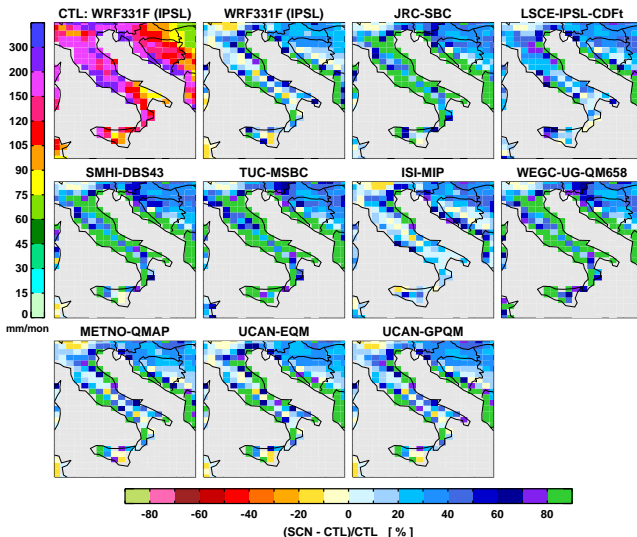 CTL: WRF331F (IPSL) WRF331F (IPSL) JRC-SBC LSCE-IPSL-CDFt
300
200
150
120
105
90
75
60
45
30
15
0
mm/mon
SMHI-DBS43 TUC-MSBC ISI-MIP WEGC-UG-QM658
METNO-QMAP UCAN-EQM UCAN-GPQM
-80 -60 -40 -20 0 20 40 60 80
(SCN - CTL)/CTL [ % ]